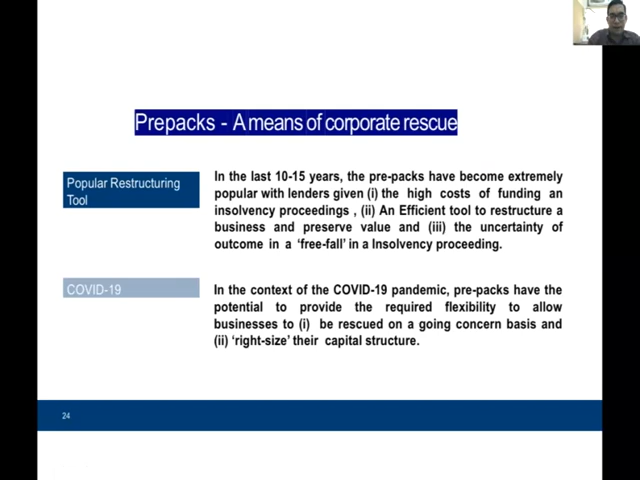 Prepacks - A means of corporate rescue
Popular Restructuring
Tool
In the last 10-15 years, the pre-packs have become extremely
popular with lenders given (i) the high costs of funding an
insolvency proceedings , (ii) An Efficient tool to restructure a
business and preserve value and (iii) the uncertainty of
outcome in a ‘free-fall’ in a Insolvency proceeding.
COVID-19
In the context of the COVID-19 pandemic, pre-packs have the
potential to provide the required flexibility to allow
businesses to (i) be rescued on a going concern basis and
(ii) ‘right-size’ their capital structure.
24